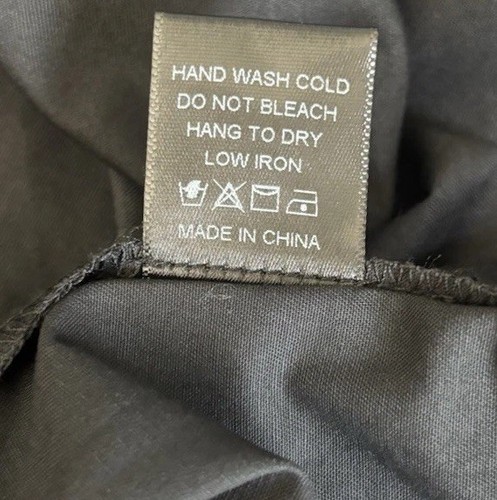 HAND WASH COLD
DO NOT BLEACH
HANG TO DRY
LOW IRON
MADE IN CHINA